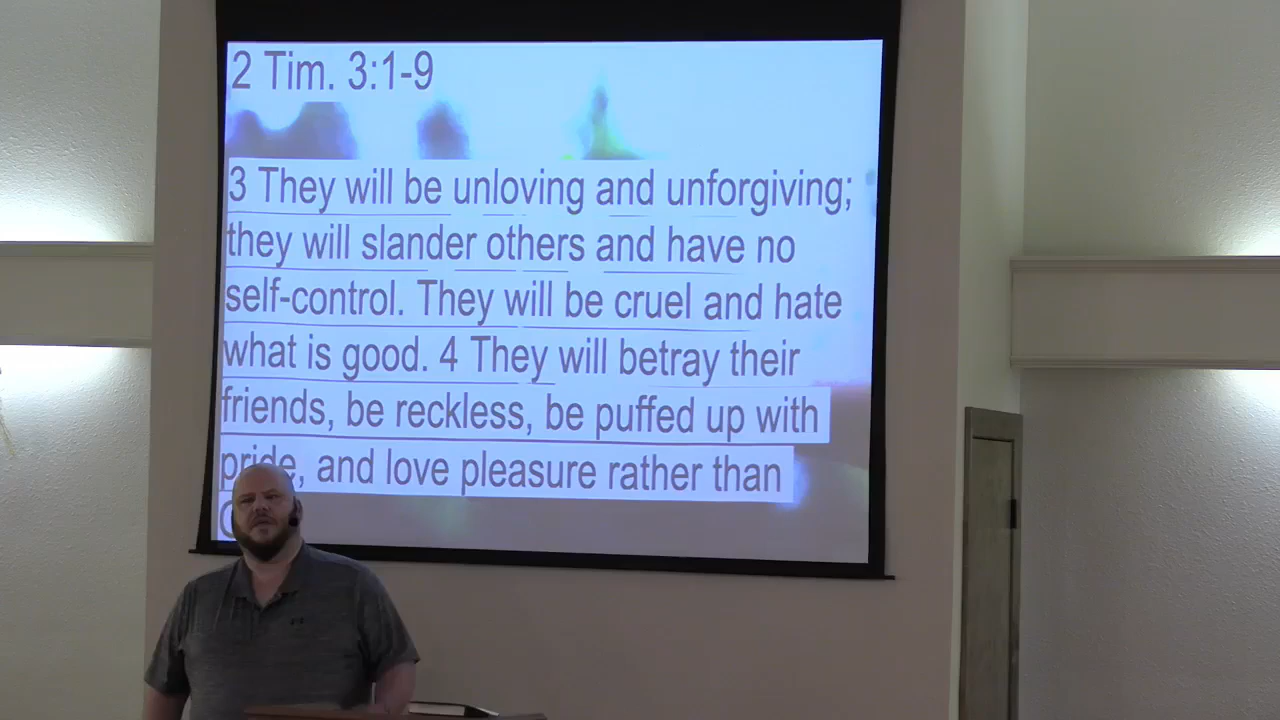 2 Tim. 3:1-9
3 They will be unloving and unforgiving;
they will slander others and have no
self-control. They will be cruel and hate
what is good. 4 They will betray their
friends, be reckless, be puffed up with
pride, and love pleasure rather than